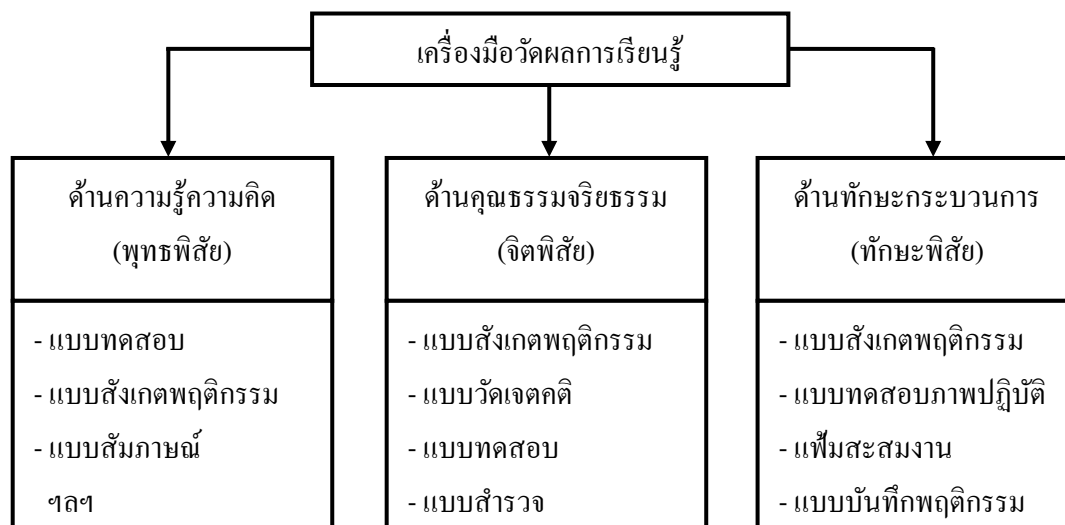 เครื่องมือวัดผลการเรียนรู้
ด้านความรู้ความคิด
(พุทธพิสัย)
- แบบทดสอบ
- แบบสังเกตพฤติกรรม
- แบบสัมภาษณ์
ฯลฯ
ด้านคุณธรรมจริยธรรม
(จิตพิสัย)
- แบบสังเกตพฤติกรรม
- แบบวัดเจตคติ
- แบบทดสอบ
- แบบสำรวจ
ด้านทักษะกระบวนการ
(ทักษะพิสัย)
- แบบสังเกตพฤติกรรม
- แบบทดสอบภาพปฏิบัติ
- แฟ้มสะสมงาน
- แบบบันทึกพฤติกรรม